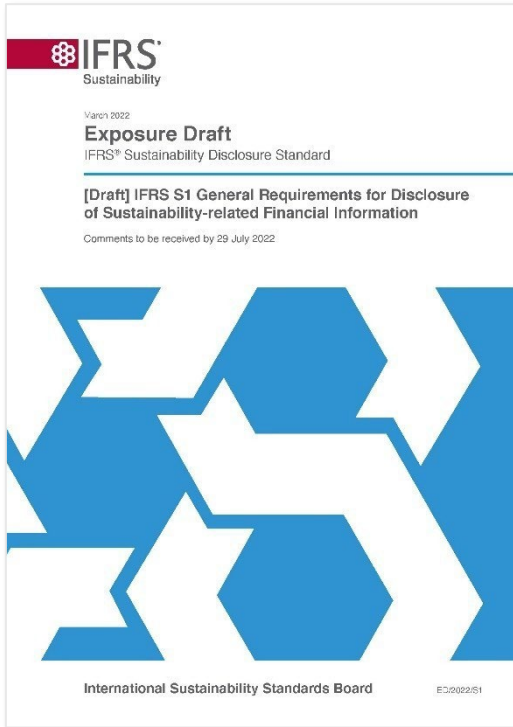 IFRS®
Sustainability
March 2022
Exposure Draft
IFRS® Sustainability Disclosure Standard
[Draft] IFRS S1 General Requirements for Disclosure
of Sustainability-related Financial Information
Comments to be received by 29 July 2022
International Sustainability Standards Board
ED/2022/S1